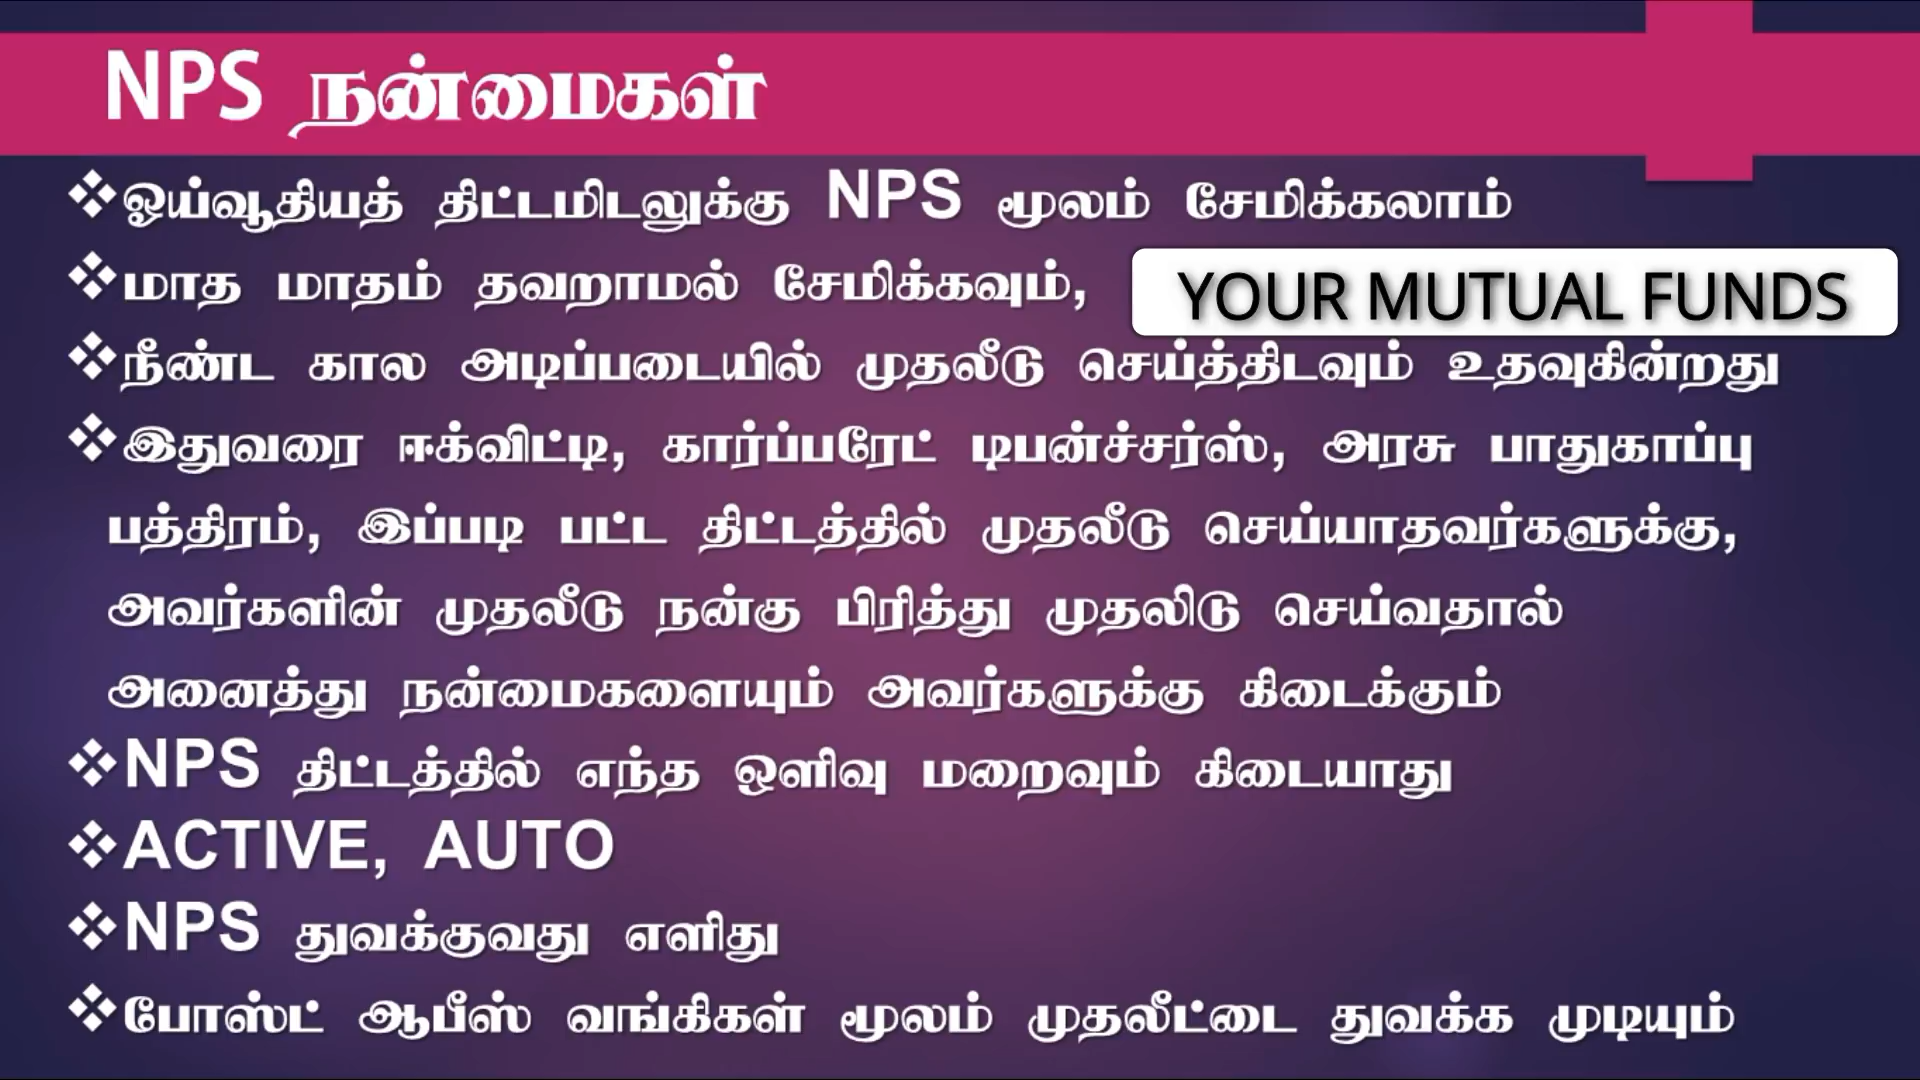 NPS நன்மைகள்
❖ஓய்வூதியத் திட்டமிடலுக்கு NPS மூலம் சேமிக்கலாம்
❖மாத மாதம் தவறாமல் சேமிக்கவும்,
YOUR MUTUAL FUNDS
❖நீண்ட கால அடிப்படையில் முதலீடு செய்த்திடவும் உதவுகின்றது
❖இதுவரை ஈக்விட்டி, கார்ப்பரேட் டிபன்ச்சர்ஸ், அரசு பாதுகாப்பு
பத்திரம், இப்படி பட்ட திட்டத்தில் முதலீடு செய்யாதவர்களுக்கு,
அவர்களின் முதலீடு நன்கு பிரித்து முதலிடு செய்வதால்
அனைத்து நன்மைகளையும் அவர்களுக்கு கிடைக்கும்
❖NPS திட்டத்தில் எந்த ஒளிவு மறைவும் கிடையாது
❖ACTIVE, AUTO
❖NPS துவக்குவது எளிது
❖போஸ்ட் ஆபீஸ் வங்கிகள் மூலம் முதலீட்டை துவக்க முடியும்